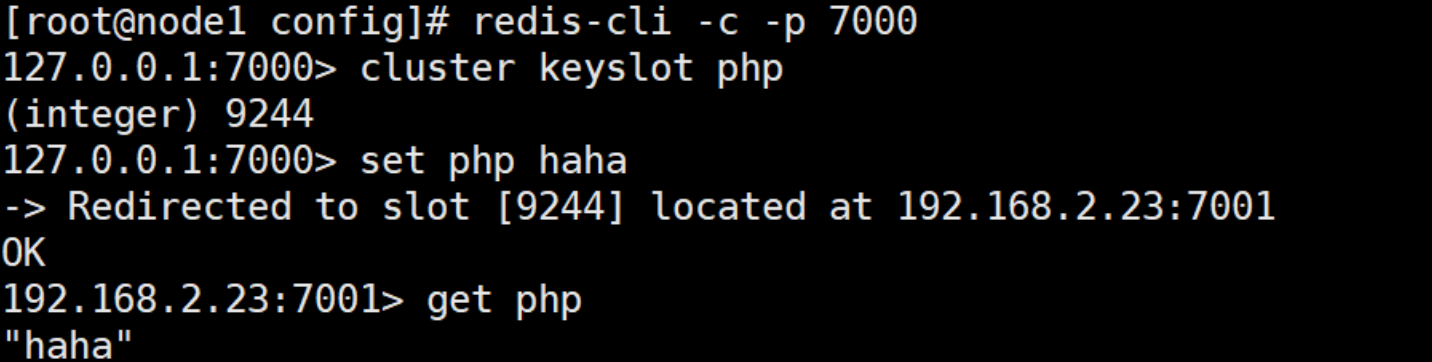 [root@node1 config]# redis-cli -c -p 7000
127.0.0.1:7000> cluster keyslot php
(integer) 9244
127.0.0.1:7000> set php haha
-> Redirected to slot [9244] located at 192.168.2.23:7001
OK
192.168.2.23:7001> get php
"haha"